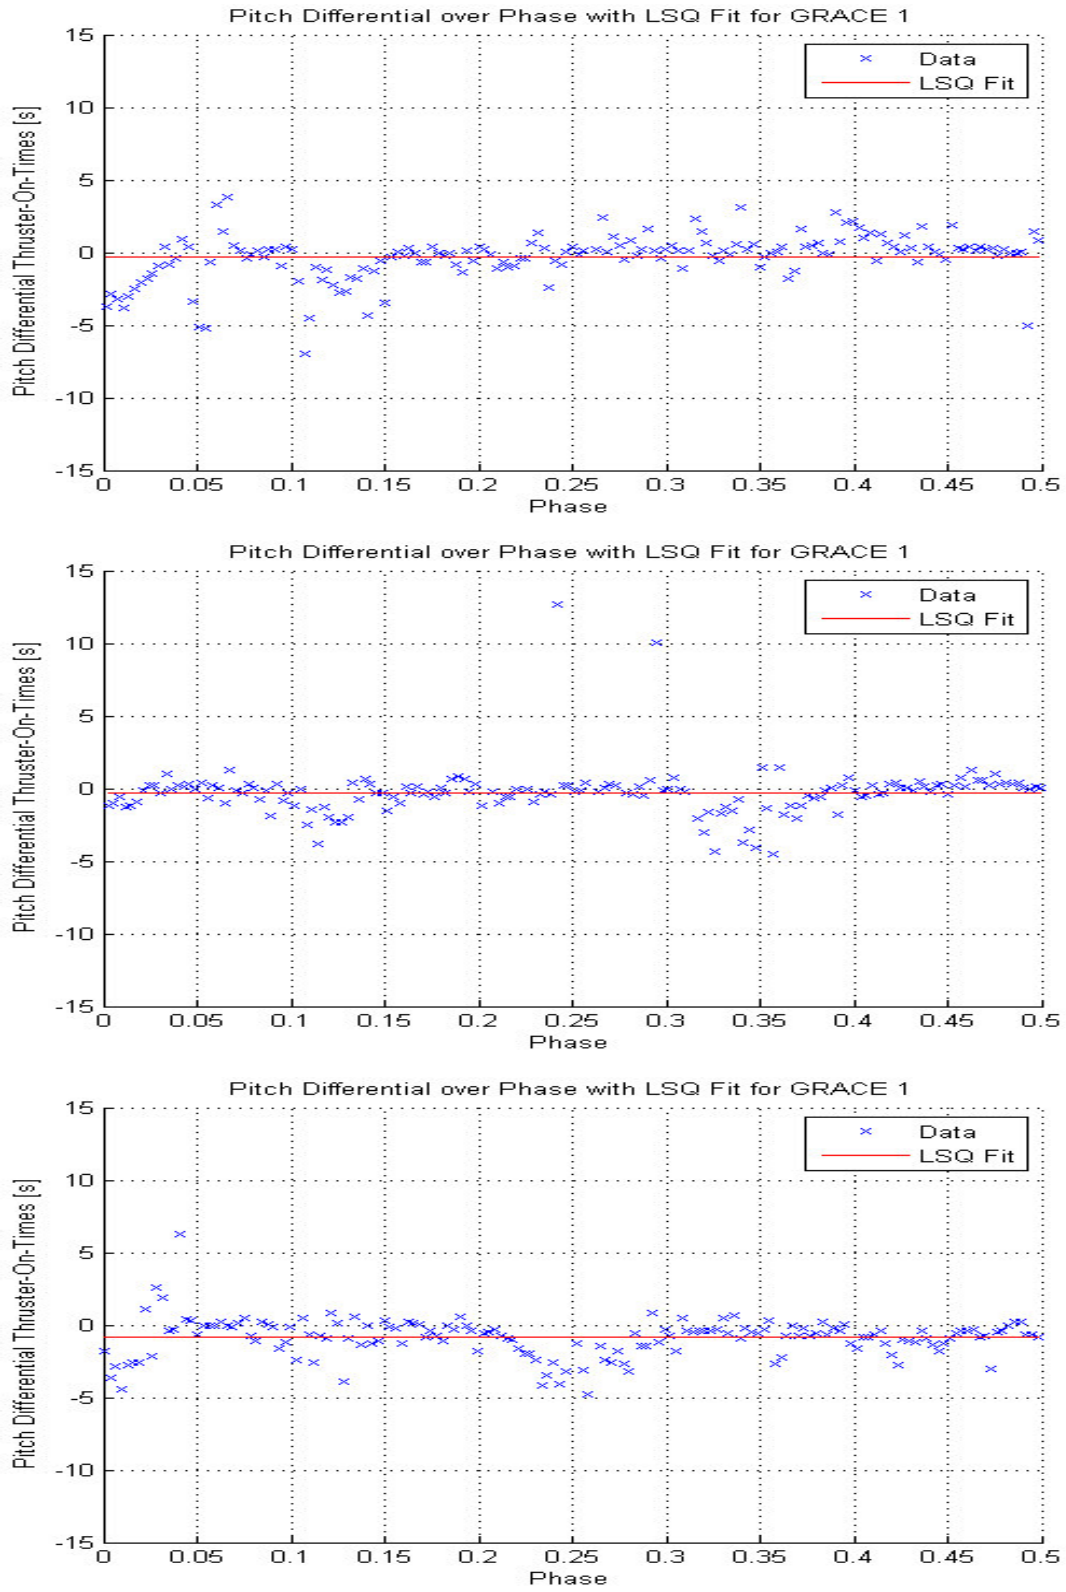 Pitch Differential over Phase with LSQ Fit for GRACE 1
15
10
5
0
-5
-10
-15
Pitch Differential Thruster-On-Times [s]
Data
LSQ Fit
0 0.05 0.1 0.15 0.2 0.25 0.3 0.35 0.4 0.45 0.5
Phase
Pitch Differential over Phase with LSQ Fit for GRACE 1
15
10
5
0
-5
-10
-15
Pitch Differential Thruster-On-Times [s]
Data
LSQ Fit
0 0.05 0.1 0.15 0.2 0.25 0.3 0.35 0.4 0.45 0.5
Phase
Pitch Differential over Phase with LSQ Fit for GRACE 1
15
10
5
0
-5
-10
-15
Pitch Differential Thruster-On-Times [s]
Data
LSQ Fit
0 0.05 0.1 0.15 0.2 0.25 0.3 0.35 0.4 0.45 0.5
Phase